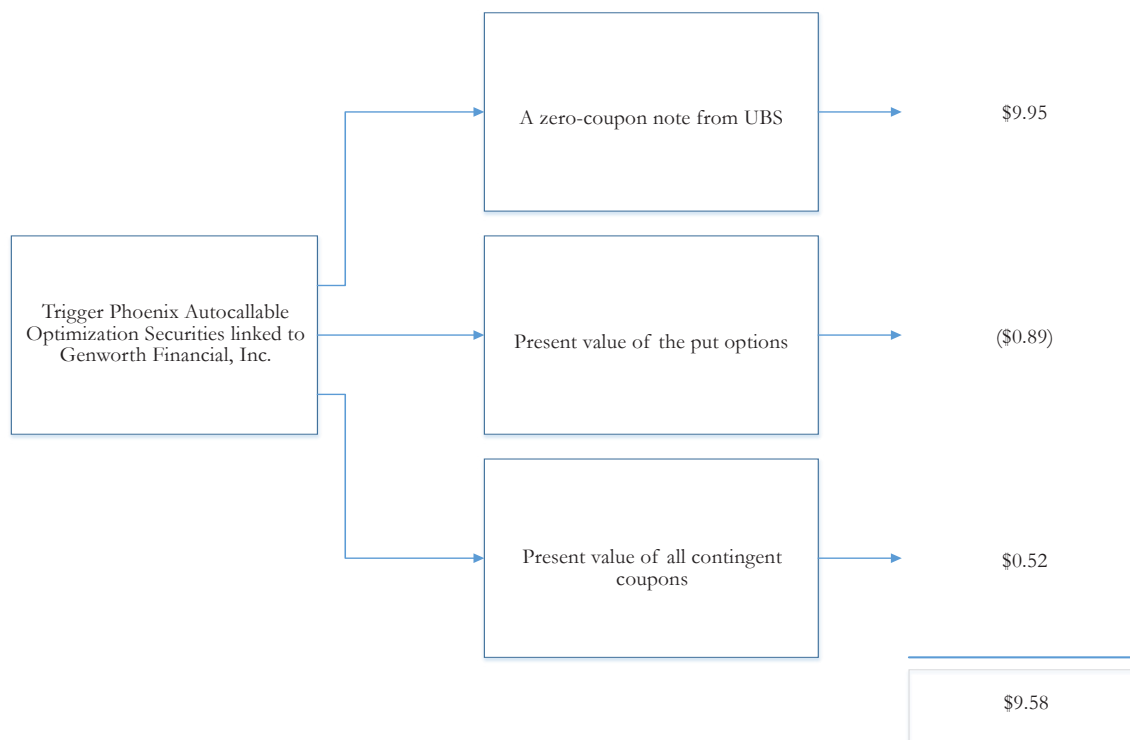 A zero-coupon note from UBS
$9.95
Trigger Phoenix Autocallable
Optimization Securities linked to
Genworth Financial, Inc.
Present value of the put options
($0.89)
Present value of all contingent
coupons
$0.52
$9.58